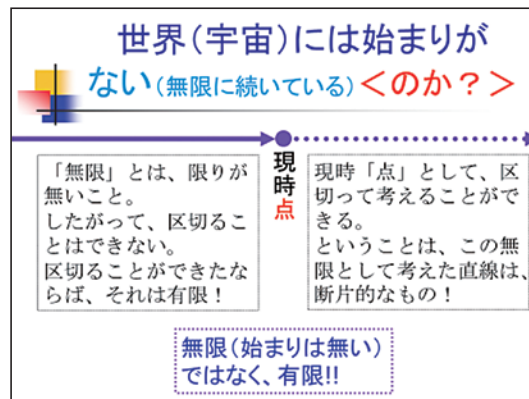 世界（宇宙）には始まりが
ない（無限に続いている）＜のか？＞
現時点
「無限」とは、限りが
無いこと。
したがって、区切るこ
とはできない。
区切ることができたな
らば、それは有限！
現時「点」として、区
切って考えることがで
きる。
ということは、この無
限として考えた直線は、
断片的なもの！
無限（始まりは無い）
ではなく、有限!!